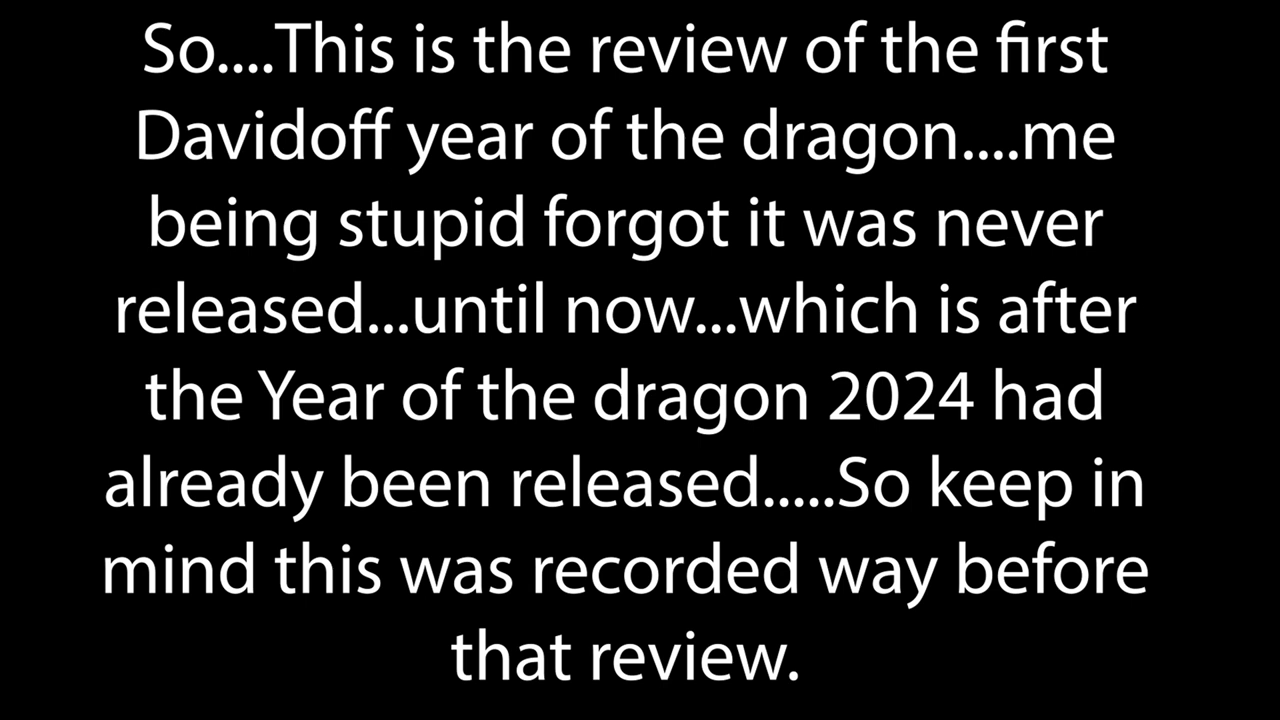 So....This is the review of the first
Davidoff year of the dragon....me
being stupid forgot it was never
released...until now...which is after
the Year of the dragon 2024 had
already been released.....So keep in
mind this was recorded way before
that review.